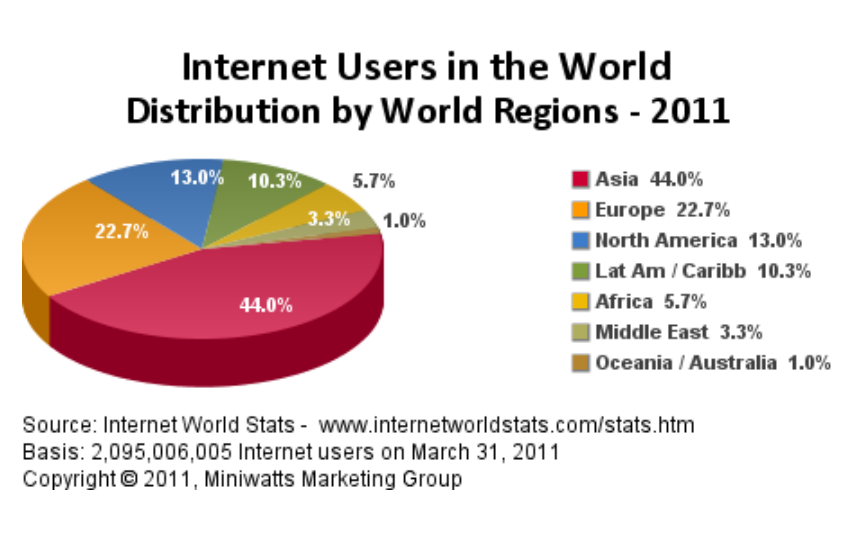 Internet Users in the World
Distribution by World Regions - 2011
13.0%
10.3%
5.7%
3.3%
1.0%
22.7%
44.0%
Asia 44.0%
Europe 22.7%
North America 13.0%
Lat Am / Caribb 10.3%
Africa 5.7%
Middle East 3.3%
Oceania / Australia 1.0%
Source: Internet World Stats - www.internetworldstats.com/stats.htm
Basis: 2,095,006,005 Internet users on March 31, 2011
Copyright © 2011, Miniwatts Marketing Group